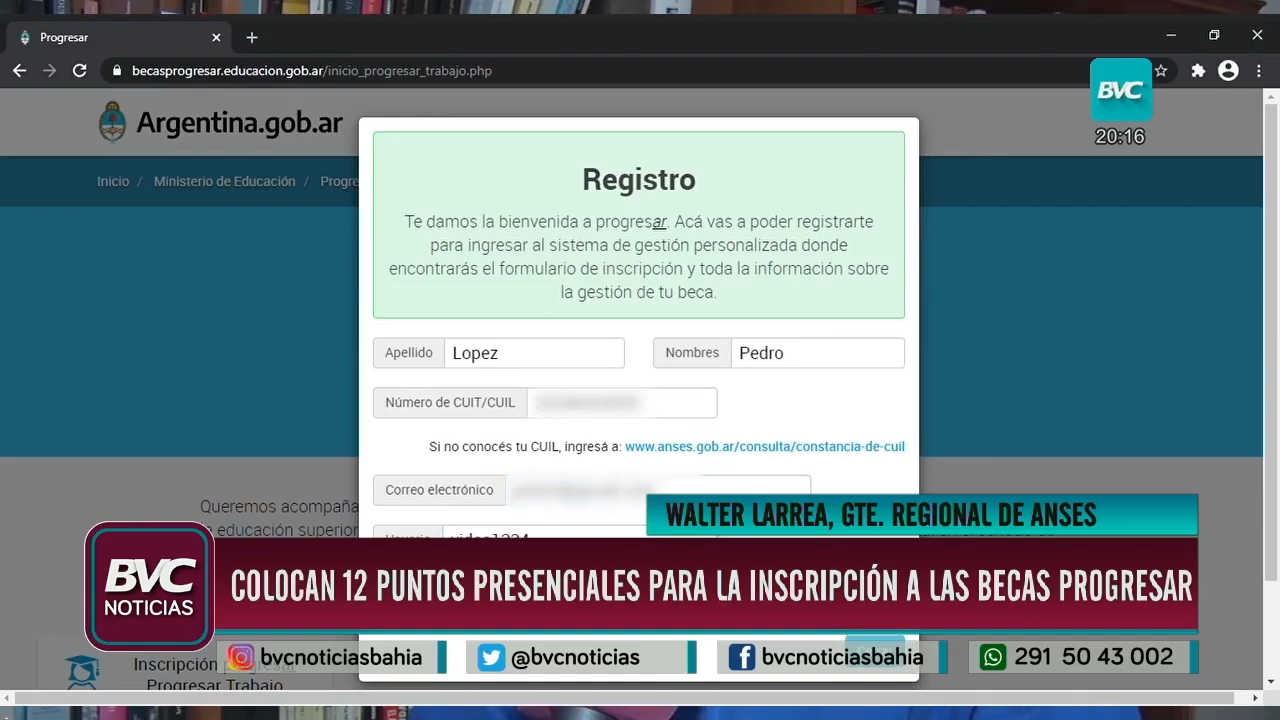 Progresar
becasprogresar.educacion.gob.ar/inicio_progresar_trabajo.php
BVC
20:16
Argentina.gob.ar
Inicio / Ministerio de Educación / Progre
Registro
Te damos la bienvenida a progresar. Acá vas a poder registrarte
para ingresar al sistema de gestión personalizada donde
encontrarás el formulario de inscripción y toda la información sobre
la gestión de tu beca.
Apellido Lopez
Nombres Pedro
Número de CUIT/CUIL
Si no conocés tu CUIL, ingresá a: www.anses.gob.ar/consulta/constancia-de-cuil
Correo electrónico
Queremos acompaña
educación superio
WALTER LARREA, GTE. REGIONAL DE ANSES
BVC
NOTICIAS
COLOCAN 12 PUNTOS PRESENCIALES PARA LA INSCRIPCIÓN A LAS BECAS PROGRESAR
Inscripción
Progresar Trabajo
bvcnoticiasbahia
@bvcnoticias
bvcnoticiasbahia
291 50 43 002